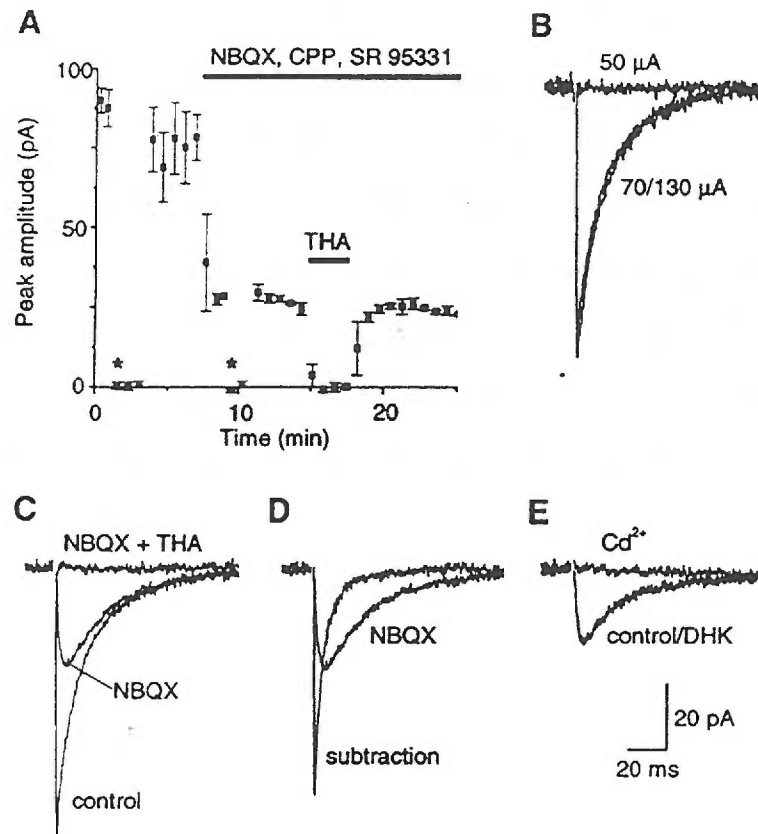 A
NBQX, CPP, SR 95331
100
50
0
Peak amplitude (pA)
THA
*
*
0
10
20
Time (min)
B
50 µA
70/130 µA
C
NBQX + THA
NBQX
control
D
NBQX
subtraction
E
Cd²⁺
control/DHK
20 pA
20 ms